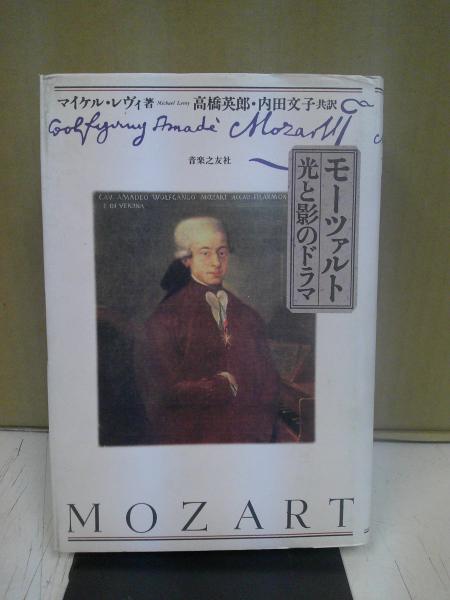 マイケル・レヴィ著 Michael Levey 高橋英郎・内田文子共訳
Wolfgang Amadè Mozart
音楽之友社
モーツァルト
光と影のドラマ
CAV. AMADEO WOLFGANGO MOZART ACCAD. FILARMON
E DI VERONA
MOZART